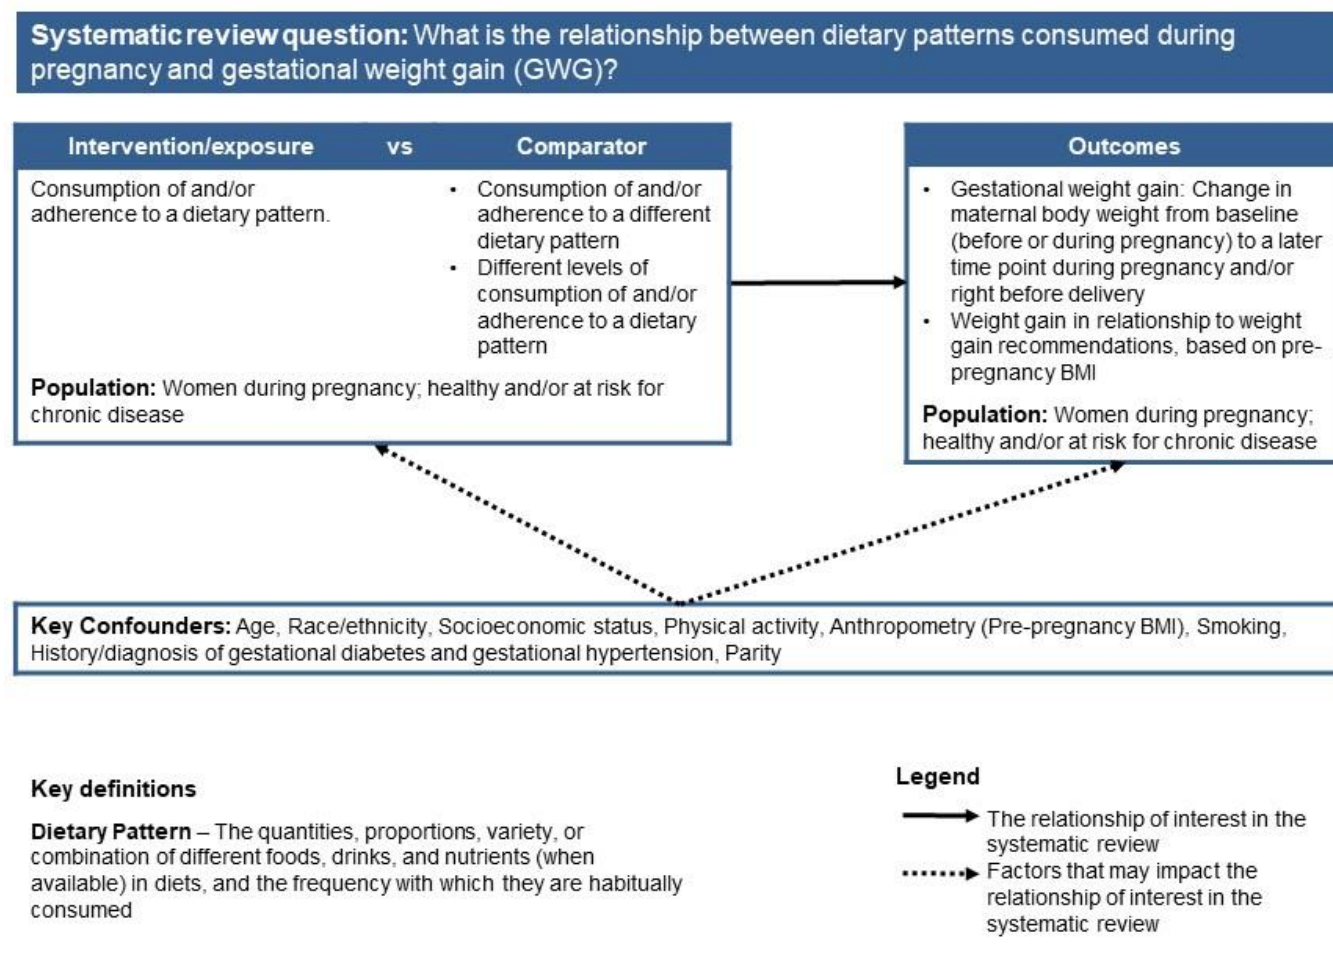 Systematic review question: What is the relationship between dietary patterns consumed during
pregnancy and gestational weight gain (GWG)?
Intervention/exposure vs Comparator
Consumption of and/or
adherence to a dietary pattern.
• Consumption of and/or
adherence to a different
dietary pattern
• Different levels of
consumption of and/or
adherence to a dietary
pattern
Population: Women during pregnancy; healthy and/or at risk for
chronic disease
Outcomes
• Gestational weight gain: Change in
maternal body weight from baseline
(before or during pregnancy) to a later
time point during pregnancy and/or
right before delivery
• Weight gain in relationship to weight
gain recommendations, based on pre-
pregnancy BMI
Population: Women during pregnancy;
healthy and/or at risk for chronic disease
Key Confounders: Age, Race/ethnicity, Socioeconomic status, Physical activity, Anthropometry (Pre-pregnancy BMI), Smoking,
History/diagnosis of gestational diabetes and gestational hypertension, Parity
Key definitions
Dietary Pattern – The quantities, proportions, variety, or
combination of different foods, drinks, and nutrients (when
available) in diets, and the frequency with which they are habitually
consumed
Legend
The relationship of interest in the
systematic review
Factors that may impact the
relationship of interest in the
systematic review